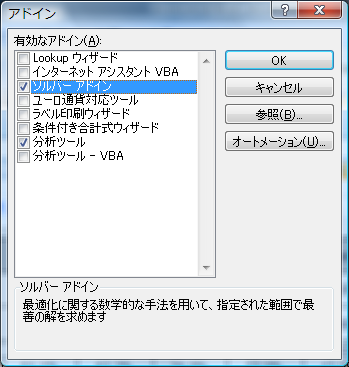 アドイン
有効なアドイン(A):
Lookup ウィザード
インターネット アシスタント VBA
ソルバー アドイン
ユーロ通貨対応ツール
ラベル印刷ウィザード
条件付き合計式ウィザード
分析ツール
分析ツール - VBA
OK
キャンセル
参照(B)...
オートメーション(U)...
ソルバー アドイン
最適化に関する数学的な手法を用いて、指定された範囲で最
善の解を求めます